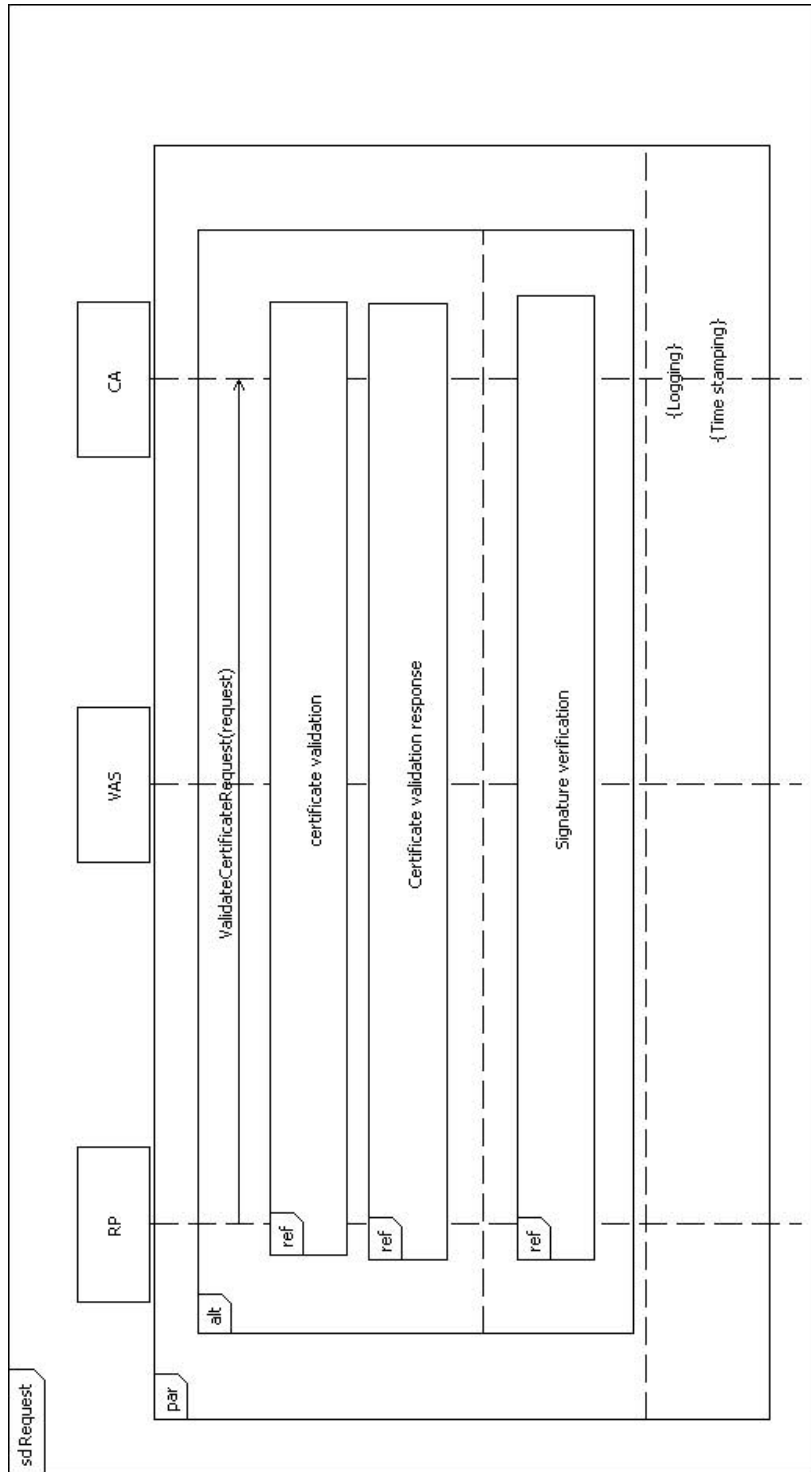 sd Request
RP
VAS
CA
par
alt
ValidateCertificateRequest(request)
ref
certificate validation
ref
Certificate validation response
ref
Signature verification
{Logging}
{Time stamping}